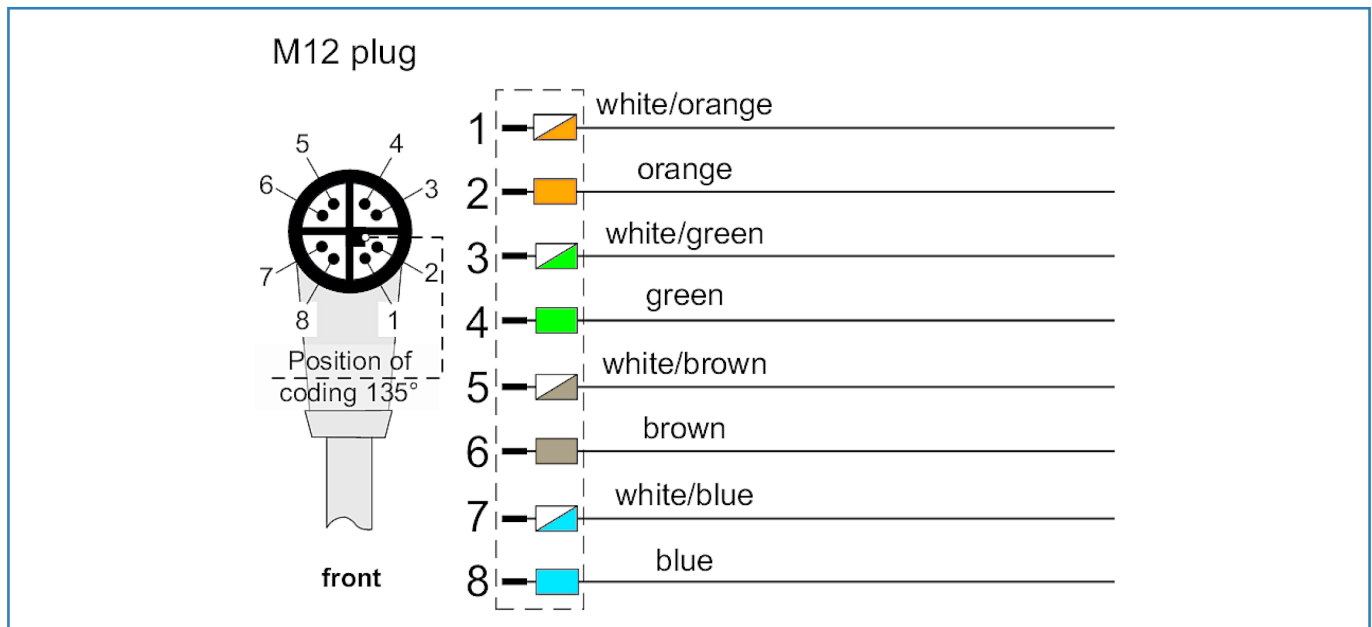 M12 plug
5 4
6 3
7 2
8 1
Position of
coding 135°
front
1 white/orange
2 orange
3 white/green
4 green
5 white/brown
6 brown
7 white/blue
8 blue